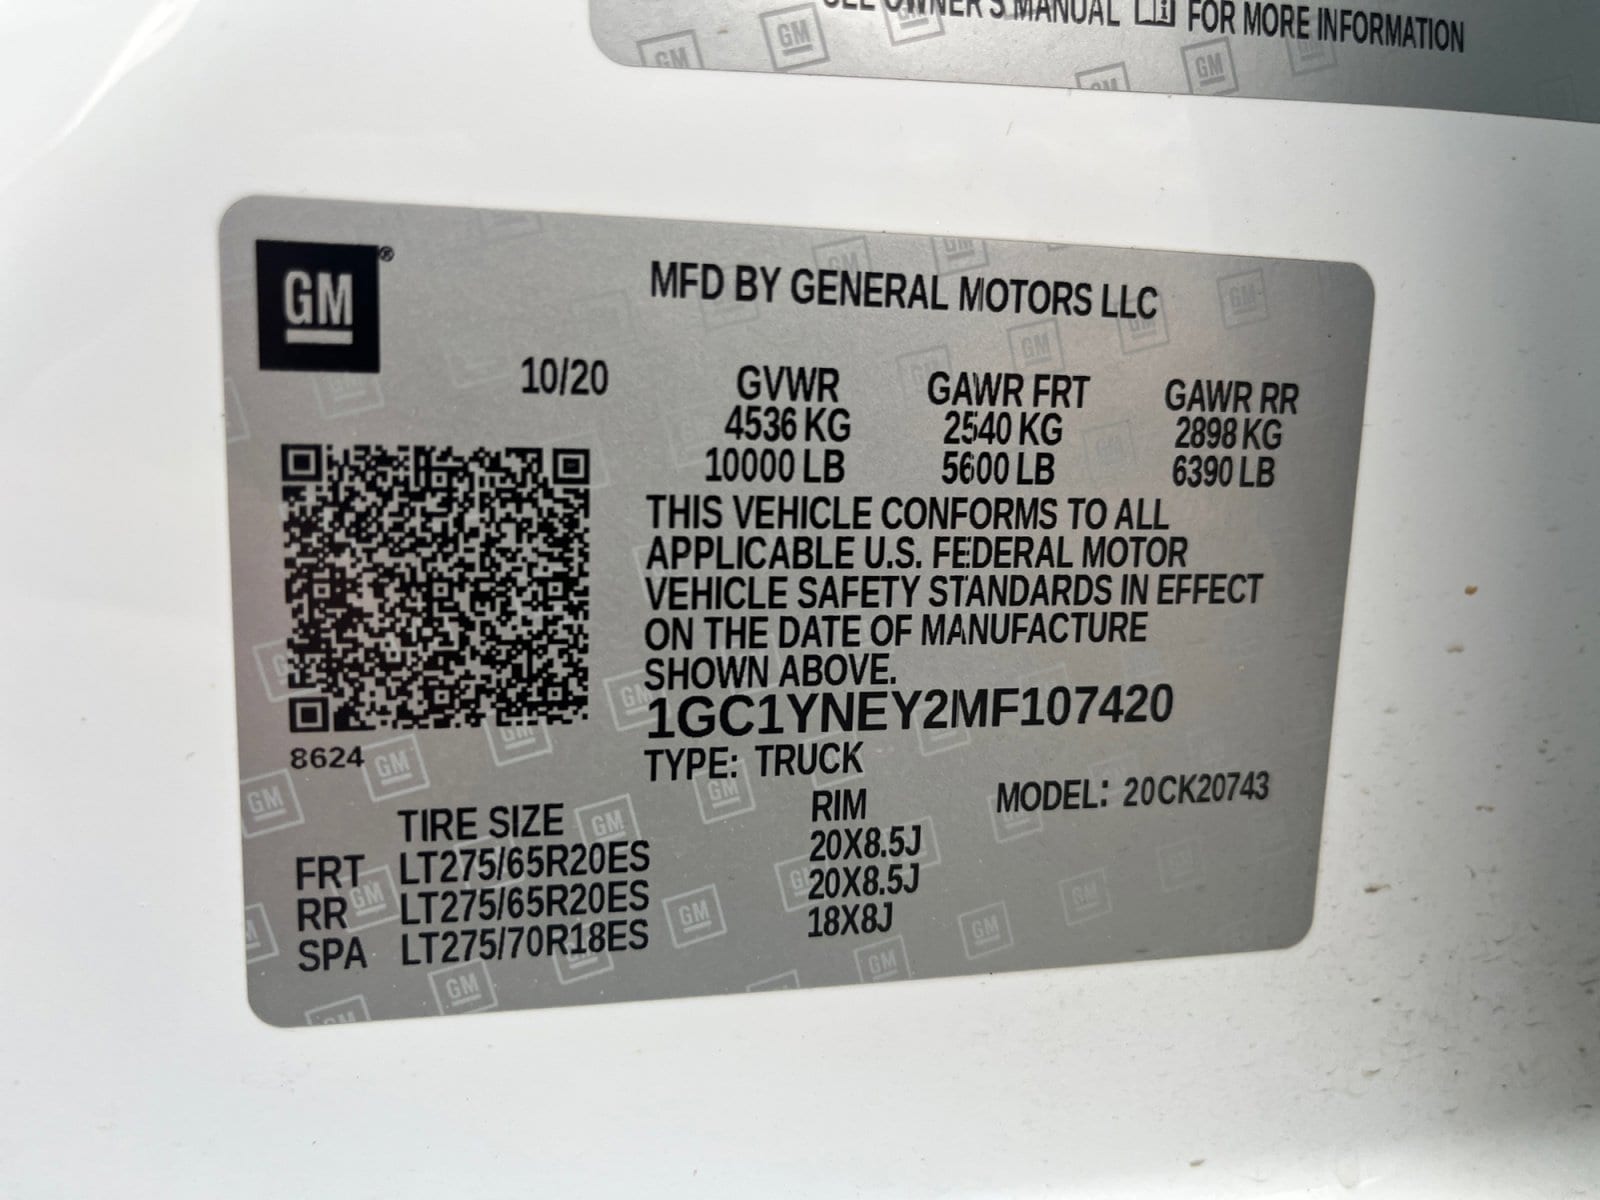 SEE OWNER'S MANUAL FOR MORE INFORMATION
GM®
MFD BY GENERAL MOTORS LLC
10/20 GVWR GAWR FRT GAWR RR
4536 KG 2540 KG 2898 KG
10000 LB 5600 LB 6390 LB
THIS VEHICLE CONFORMS TO ALL
APPLICABLE U.S. FEDERAL MOTOR
VEHICLE SAFETY STANDARDS IN EFFECT
ON THE DATE OF MANUFACTURE
SHOWN ABOVE.
1GC1YNEY2MF107420
8624
TYPE: TRUCK
MODEL: 20CK20743
TIRE SIZE RIM
FRT LT275/65R20ES 20X8.5J
RR LT275/65R20ES 20X8.5J
SPA LT275/70R18ES 18X8J